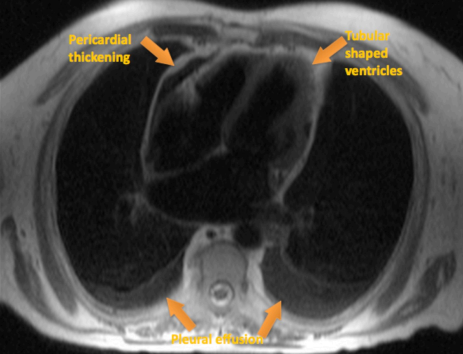 Pericardial
thickening
Tubular
shaped
ventricles
Pleural effusion